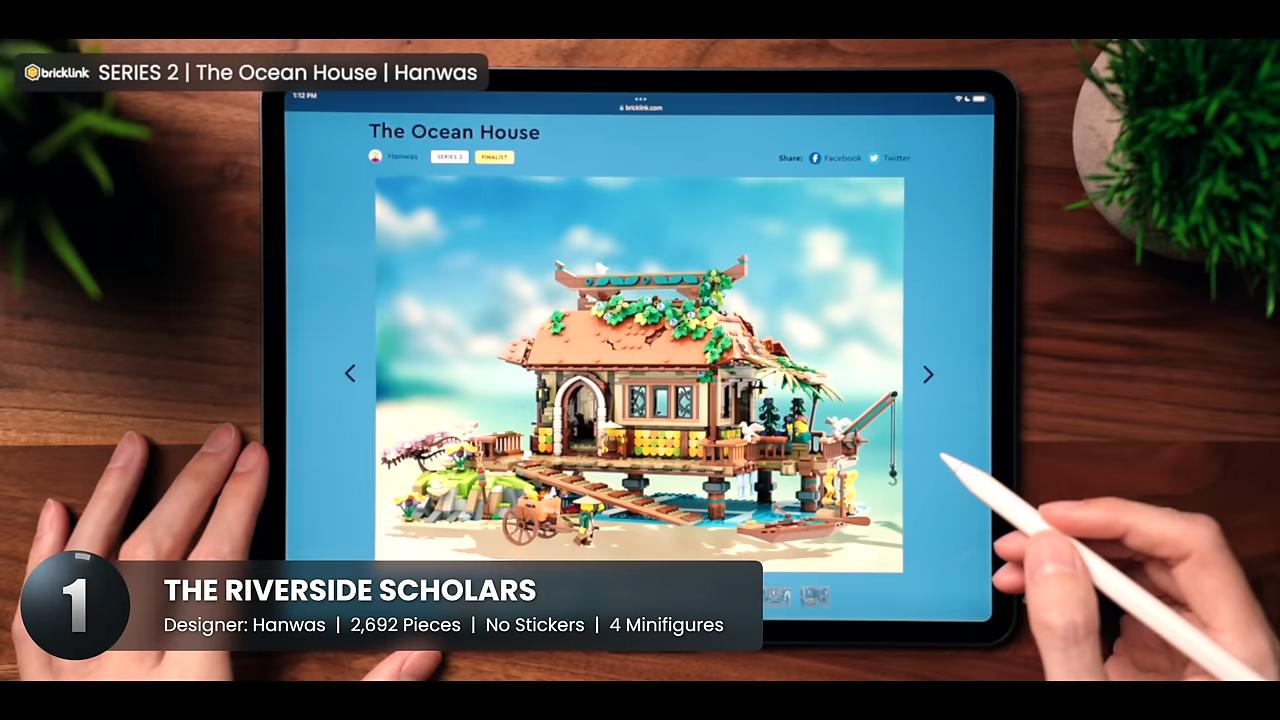 bricklink SERIES 2 | The Ocean House | Hanwas
1:12 PM
bricklink.com
The Ocean House
Hanwas SERIES 2 FINALIST
Share: Facebook Twitter
1
THE RIVERSIDE SCHOLARS
Designer: Hanwas | 2,692 Pieces | No Stickers | 4 Minifigures